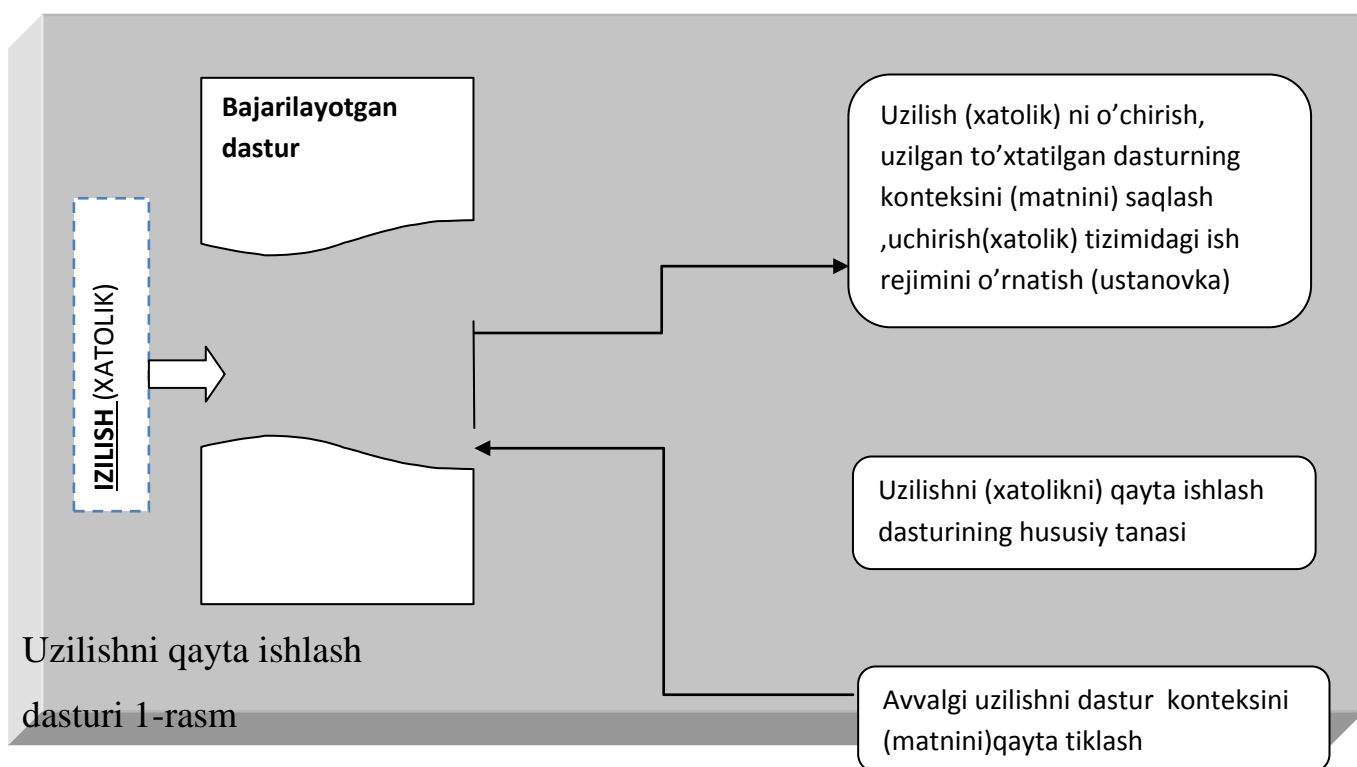 Bajarilayotgan
dastur
IZILISH (XATOLIK)
Uzilish (xatolik) ni o’chirish,
uzilgan to’xtatilgan dasturning
konteksini (matnini) saqlash
,uchirish(xatolik) tizimidagi ish
rejimini o’rnatish (ustanovka)
Uzilishni (xatolikni) qayta ishlash
dasturining hususiy tanasi
Avvalgi uzilishni dastur konteksini
(matnini)qayta tiklash
Uzilishni qayta ishlash
dasturi 1-rasm